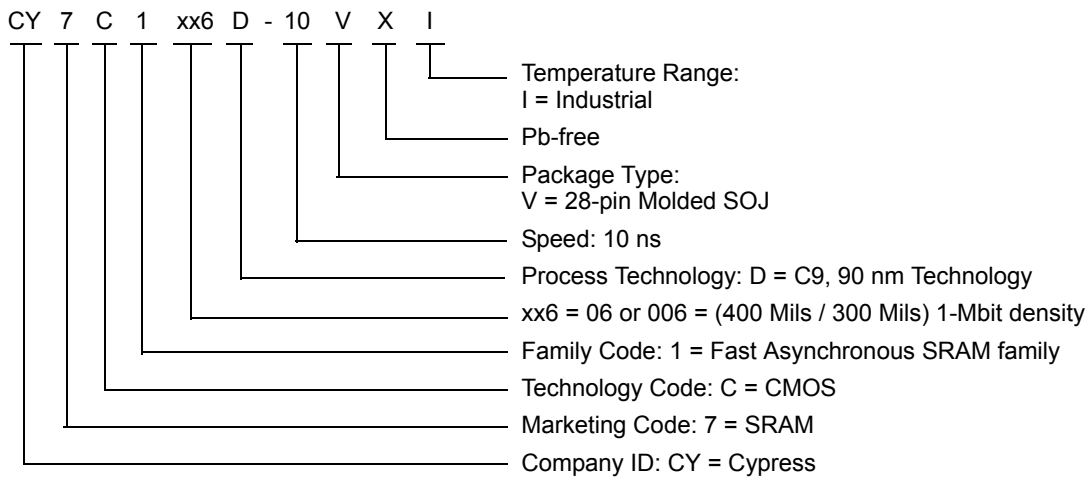 CY 7 C 1 xx6 D - 10 V X I
Temperature Range:
I = Industrial
Pb-free
Package Type:
V = 28-pin Molded SOJ
Speed: 10 ns
Process Technology: D = C9, 90 nm Technology
xx6 = 06 or 006 = (400 Mils / 300 Mils) 1-Mbit density
Family Code: 1 = Fast Asynchronous SRAM family
Technology Code: C = CMOS
Marketing Code: 7 = SRAM
Company ID: CY = Cypress